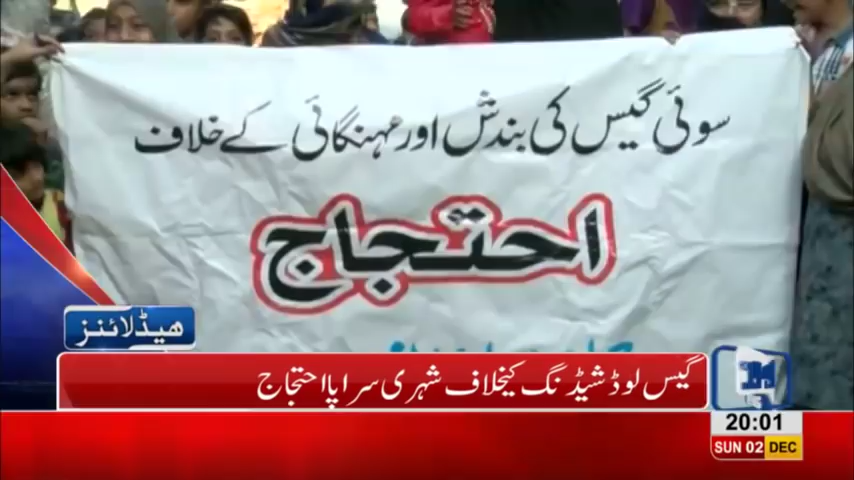 سوئی گیس کی بندش اور مہنگائی کے خلاف
احتجاج
ہیڈلائنز
گیس لوڈشیڈنگ کیخلاف شہری سراپا احتجاج
20:01
SUN 02 DEC